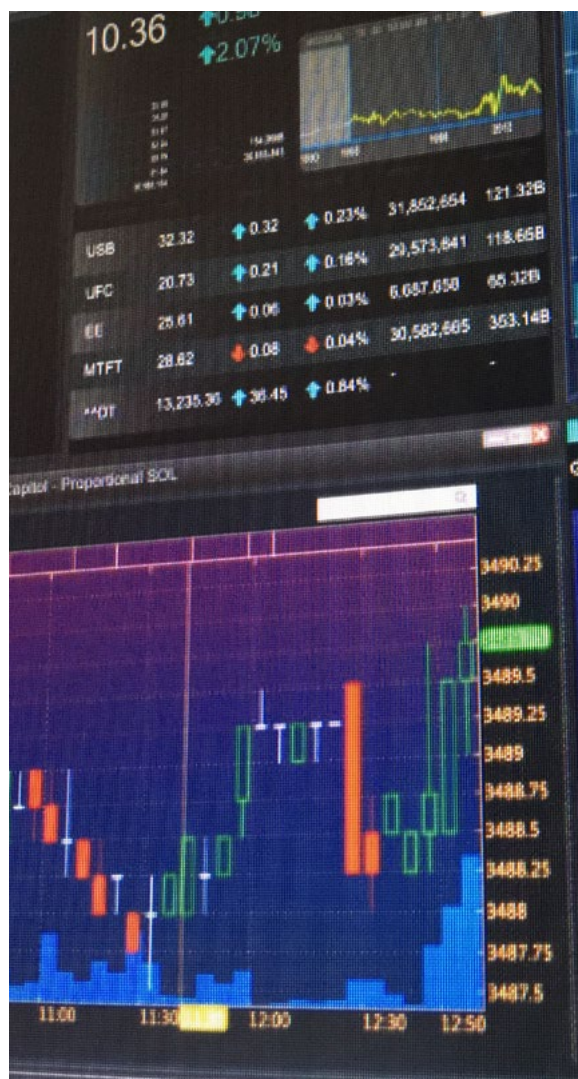 10.36
2.07%
USB 32.32 0.32 0.23% 31,852,654 121.32B
UFC 20.73 0.21 0.16% 29,573,641 118.65B
EE 25.61 0.06 0.03% 6,687,658 65.32B
MTFT 28.62 0.08 0.04% 30,582,665 353.14B
^^DT 13,235.36 36.45 0.84% - -
Capitol - Proportional SOL
3490.25
3490
3489.5
3489.25
3489
3488.75
3488.5
3488.25
3488
3487.75
3487.5
11:00 11:30 12:00 12:30 12:50